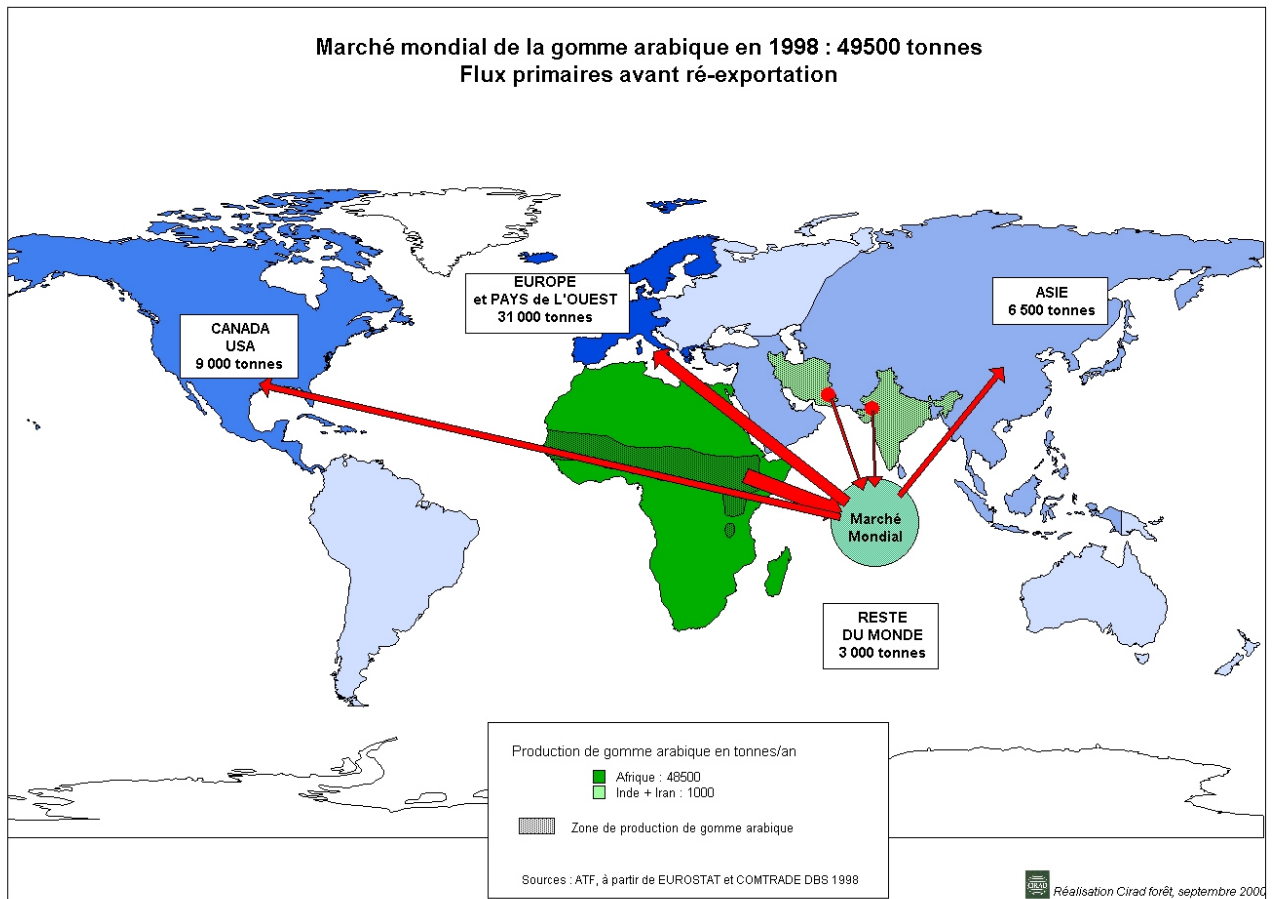 Marché mondial de la gomme arabique en 1998 : 49500 tonnes
Flux primaires avant ré-exportation
EUROPE
et PAYS de L'OUEST
31 000 tonnes
ASIE
6 500 tonnes
CANADA
USA
9 000 tonnes
Marché
Mondial
RESTE
DU MONDE
3 000 tonnes
Production de gomme arabique en tonnes/an
Afrique : 48500
Inde + Iran : 1000
Zone de production de gomme arabique
Sources : ATF, à partir de EUROSTAT et COMTRADE DBS 1998
CIRAD
Réalisation Cirad forêt, septembre 2000